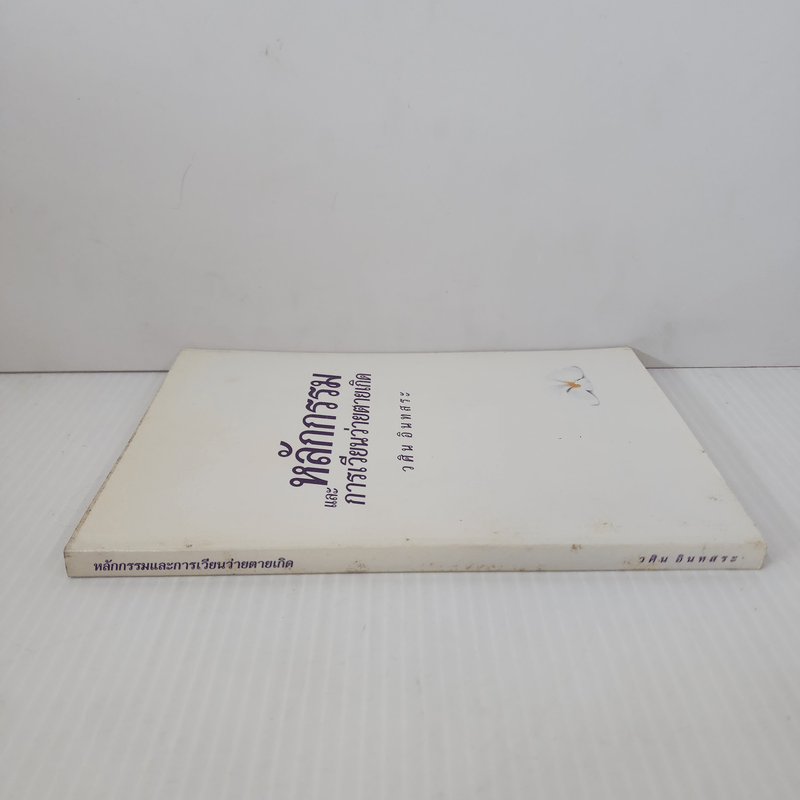 หลักกรรม
และ
การเวียนว่ายตายเกิด
วศิน อินทสระ
หลักกรรมและการเวียนว่ายตายเกิด
วศิน อินทสระ